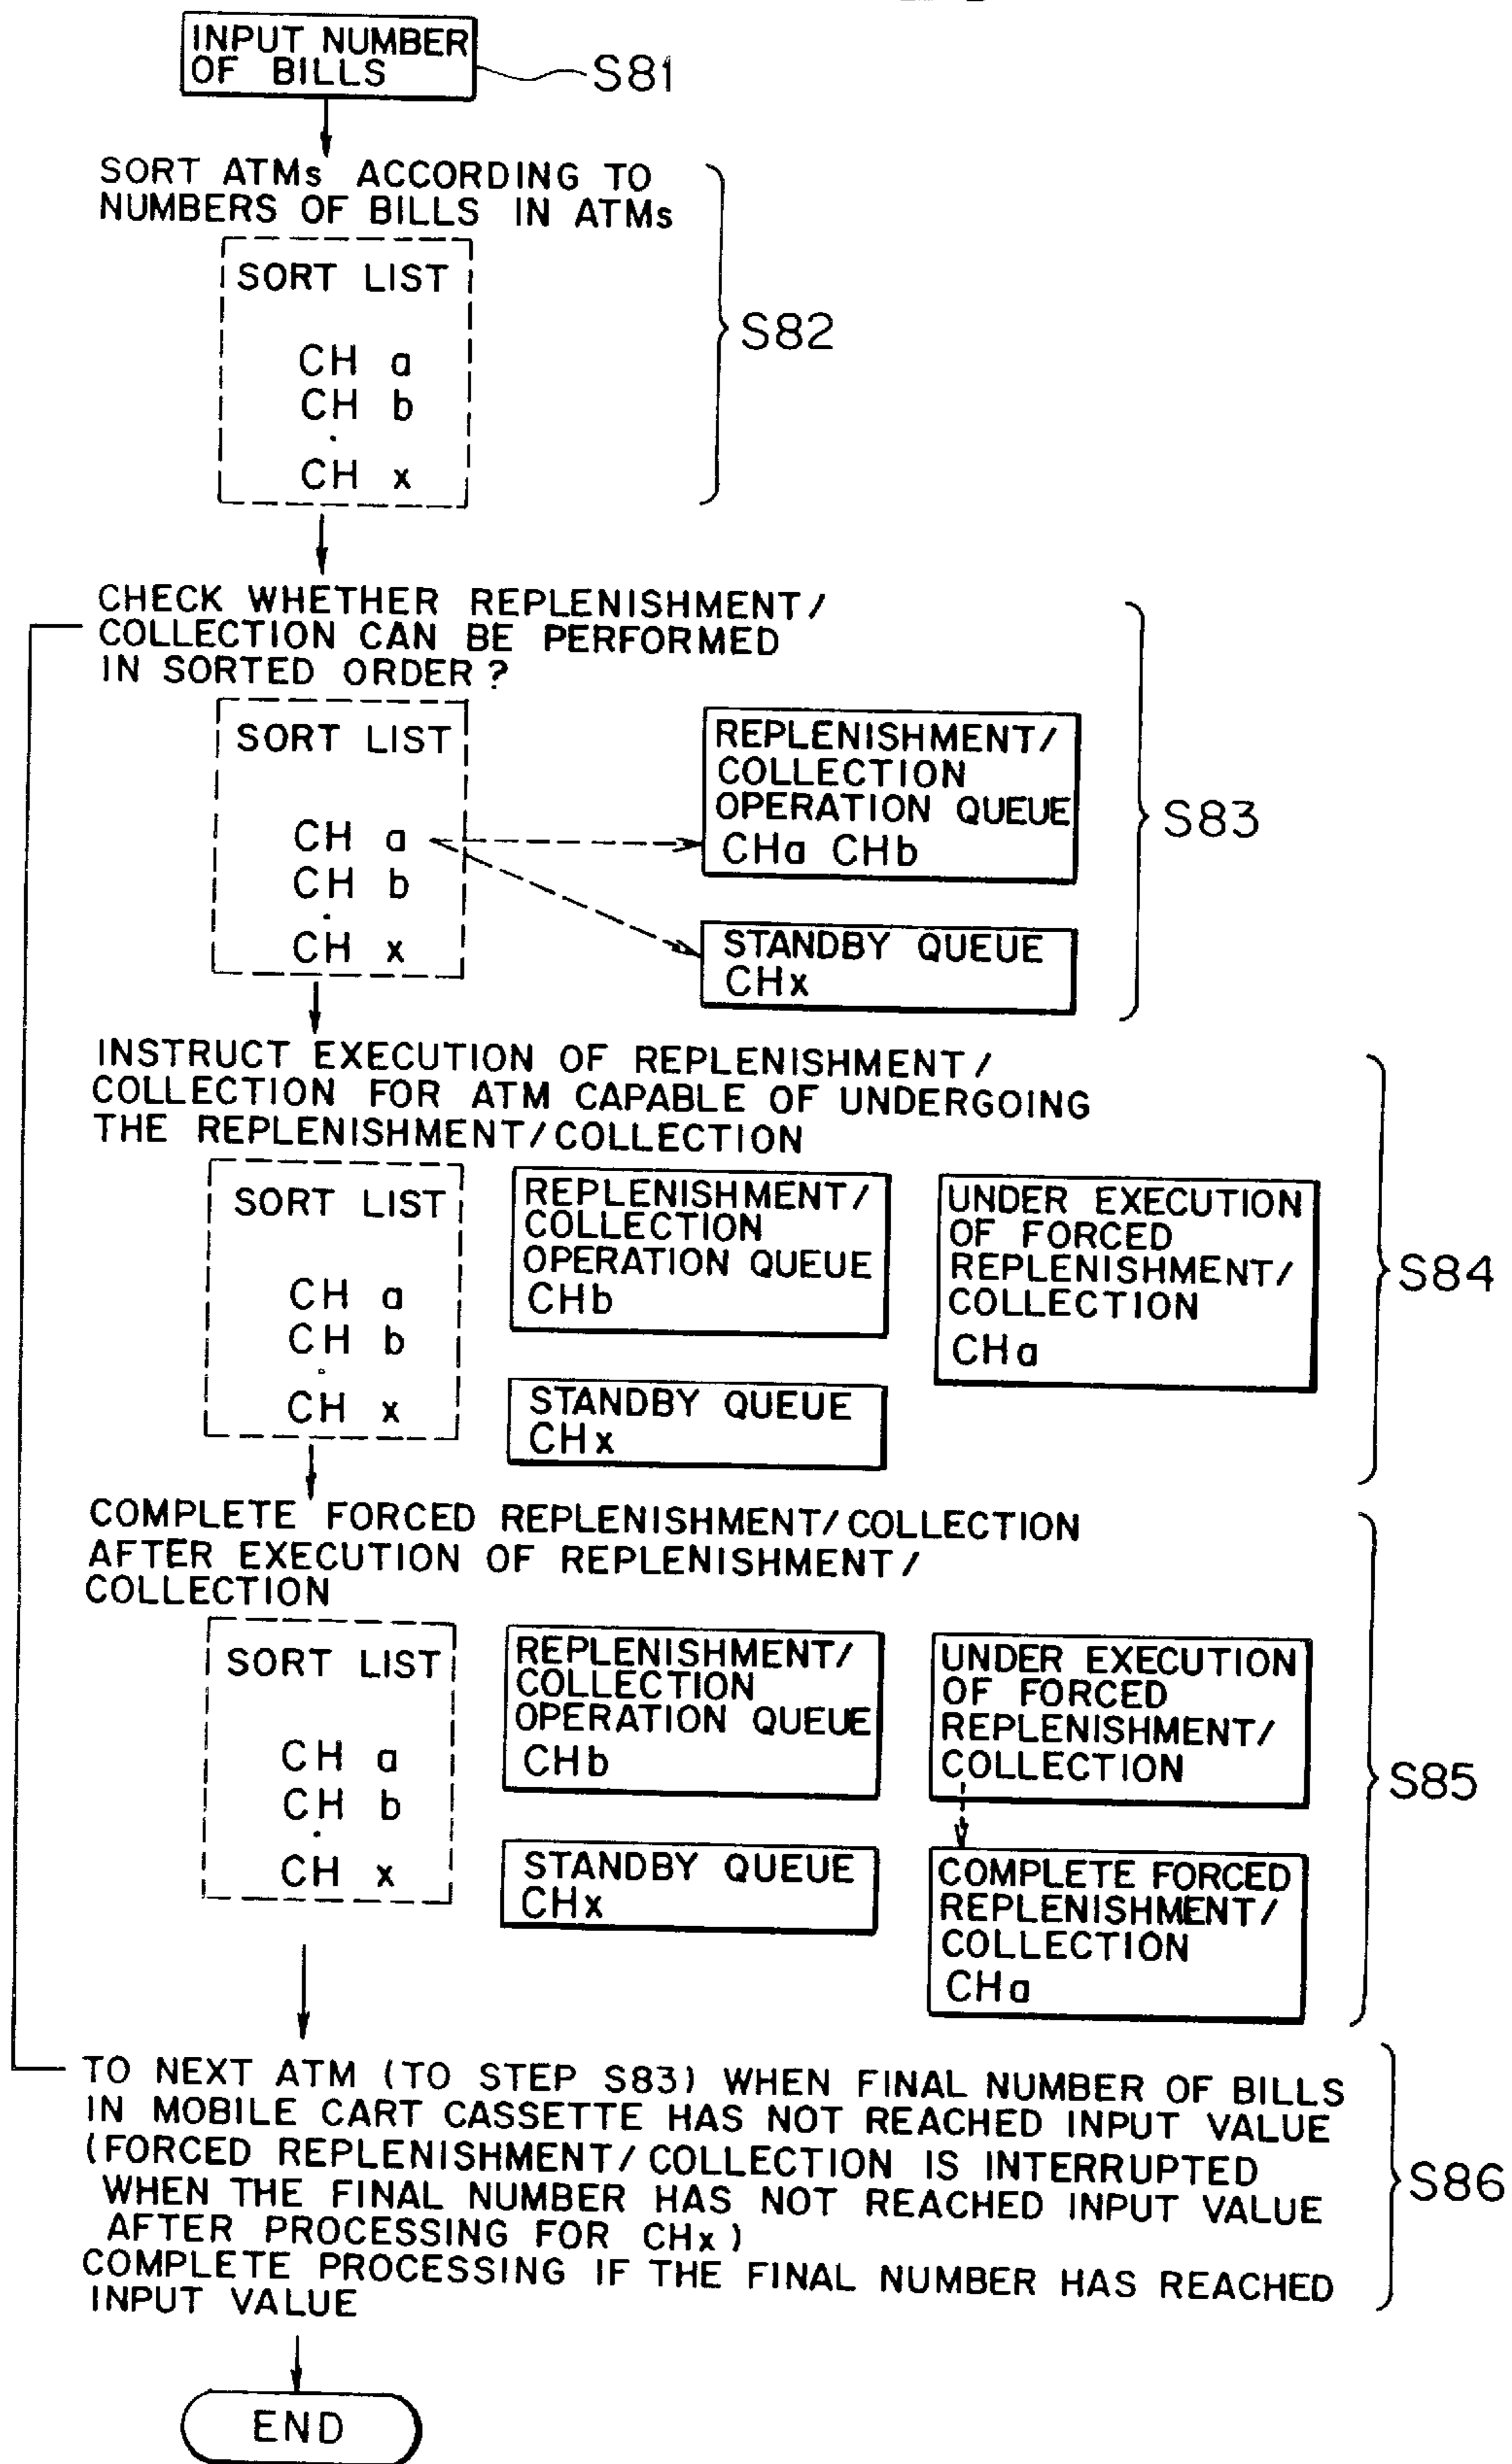 INPUT NUMBER
OF BILLS
S81
SORT ATMs ACCORDING TO
NUMBERS OF BILLS IN ATMs
SORT LIST
CH a
CH b
.
CH x
S82
CHECK WHETHER REPLENISHMENT/
COLLECTION CAN BE PERFORMED
IN SORTED ORDER?
SORT LIST
CH a
CH b
.
CH x
REPLENISHMENT/
COLLECTION
OPERATION QUEUE
CHa CHb
STANDBY QUEUE
CHx
S83
INSTRUCT EXECUTION OF REPLENISHMENT/
COLLECTION FOR ATM CAPABLE OF UNDERGOING
THE REPLENISHMENT/COLLECTION
SORT LIST
CH a
CH b
.
CH x
REPLENISHMENT/
COLLECTION
OPERATION QUEUE
CHb
STANDBY QUEUE
CHx
UNDER EXECUTION
OF FORCED
REPLENISHMENT/
COLLECTION
CHa
S84
COMPLETE FORCED REPLENISHMENT/COLLECTION
AFTER EXECUTION OF REPLENISHMENT/
COLLECTION
SORT LIST
CH a
CH b
.
CH x
REPLENISHMENT/
COLLECTION
OPERATION QUEUE
CHb
STANDBY QUEUE
CHx
UNDER EXECUTION
OF FORCED
REPLENISHMENT/
COLLECTION
COMPLETE FORCED
REPLENISHMENT/
COLLECTION
CHa
S85
TO NEXT ATM (TO STEP S83) WHEN FINAL NUMBER OF BILLS
IN MOBILE CART CASSETTE HAS NOT REACHED INPUT VALUE
(FORCED REPLENISHMENT/COLLECTION IS INTERRUPTED
WHEN THE FINAL NUMBER HAS NOT REACHED INPUT VALUE
AFTER PROCESSING FOR CHx)
COMPLETE PROCESSING IF THE FINAL NUMBER HAS REACHED
INPUT VALUE
S86
END